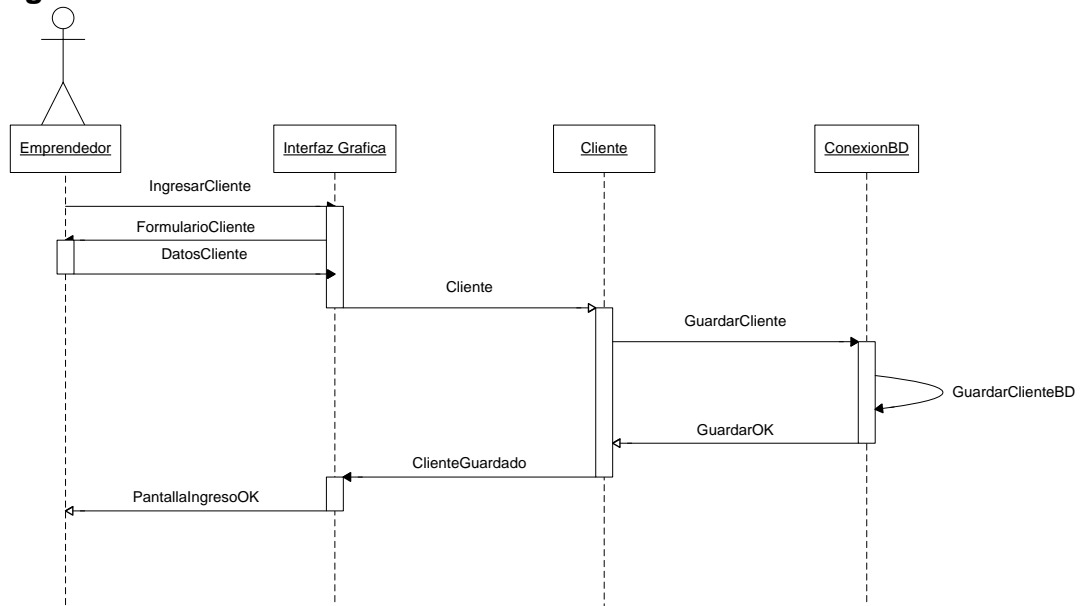 Emprendedor
Interfaz Grafica
Cliente
ConexionBD
IngresarCliente
FormularioCliente
DatosCliente
Cliente
GuardarCliente
GuardarClienteBD
GuardarOK
ClienteGuardado
PantallaIngresoOK